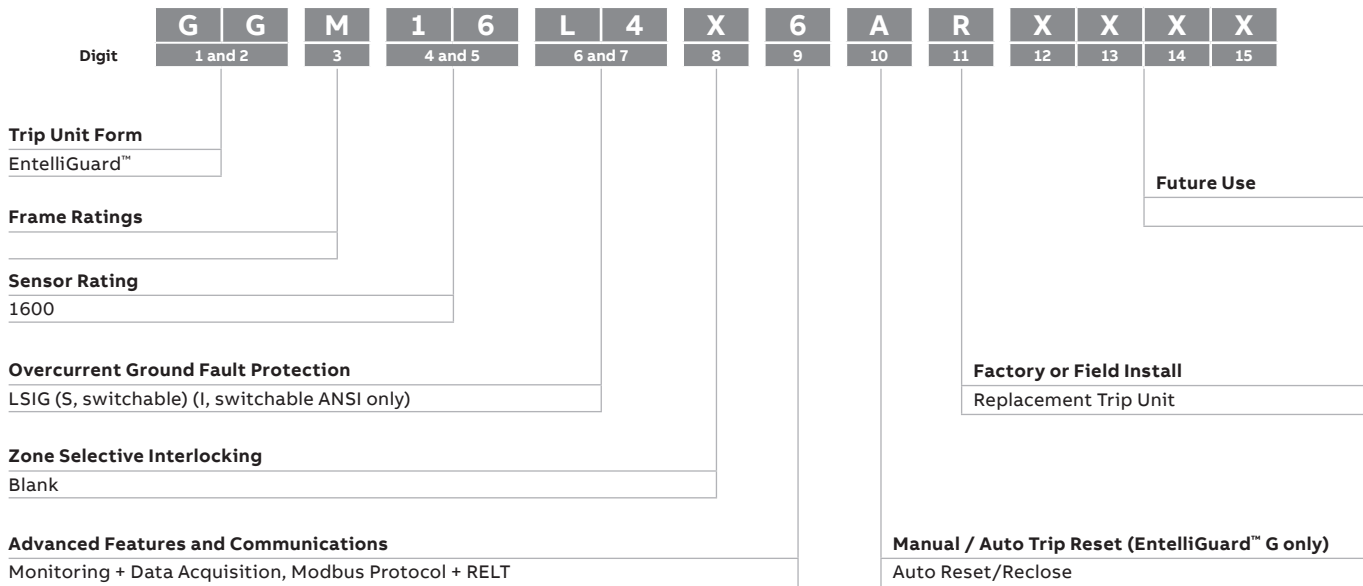 G G M 1 6 L 4 X 6 A R X X X X
Digit 1 and 2 3 4 and 5 6 and 7 8 9 10 11 12 13 14 15
Trip Unit Form
EntelliGuard™
Future Use
Frame Ratings
Sensor Rating
1600
Overcurrent Ground Fault Protection
LSIG (S, switchable) (I, switchable ANSI only)
Factory or Field Install
Replacement Trip Unit
Zone Selective Interlocking
Blank
Advanced Features and Communications
Monitoring + Data Acquisition, Modbus Protocol + RELT
Manual / Auto Trip Reset (EntelliGuard™ G only)
Auto Reset/Reclose